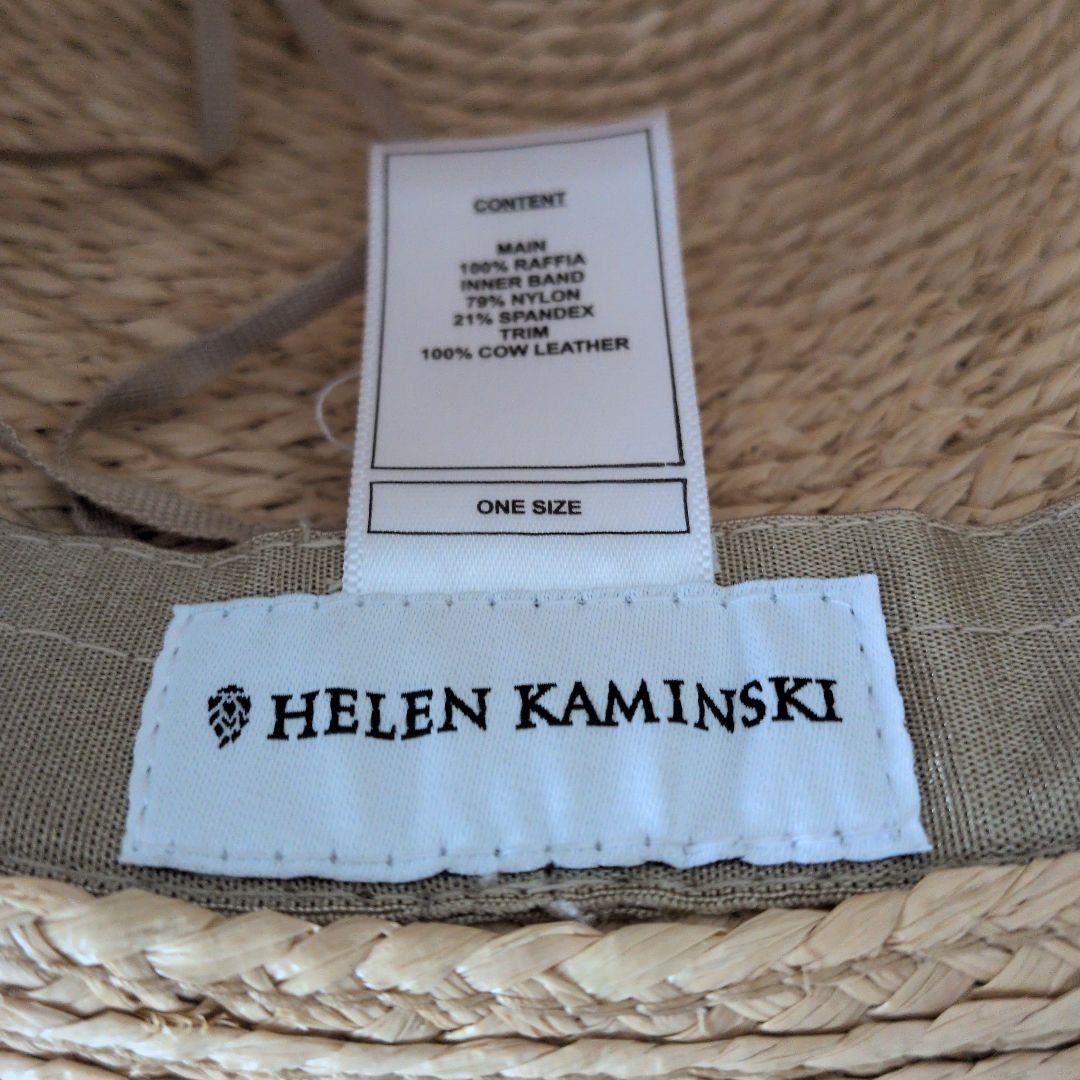 CONTENT
MAIN
100% RAFFIA
INNER BAND
79% NYLON
21% SPANDEX
TRIM
100% COW LEATHER
ONE SIZE
HELEN KAMINSKI